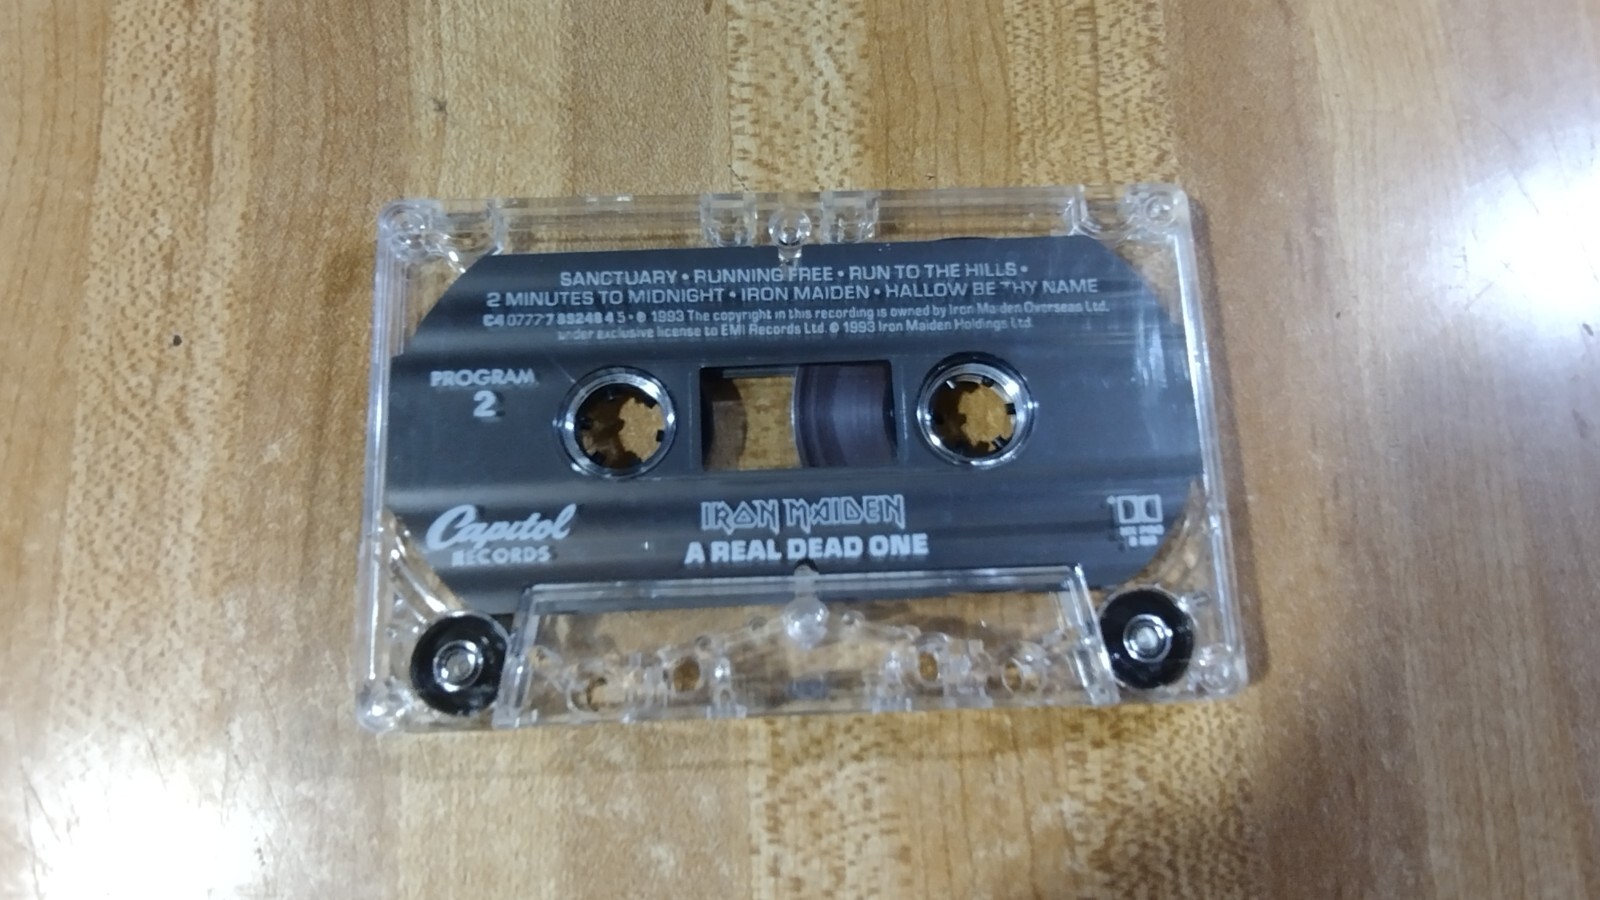 SANCTUARY • RUNNING FREE • RUN TO THE HILLS •
2 MINUTES TO MIDNIGHT • IRON MAIDEN • HALLOW BE THY NAME
C4 0777 7 89248 4 5 • ℗ 1993 The copyright in this recording is owned by Iron Maiden Overseas Ltd.
under exclusive license to EMI Records Ltd. © 1993 Iron Maiden Holdings Ltd.
PROGRAM
2
Capitol
RECORDS
IRON MAIDEN
A REAL DEAD ONE